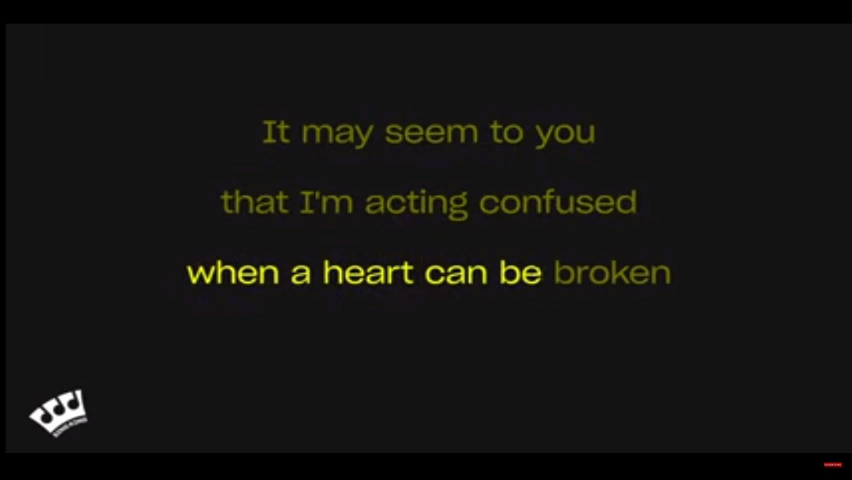 It may seem to you
that I'm acting confused
when a heart can be broken